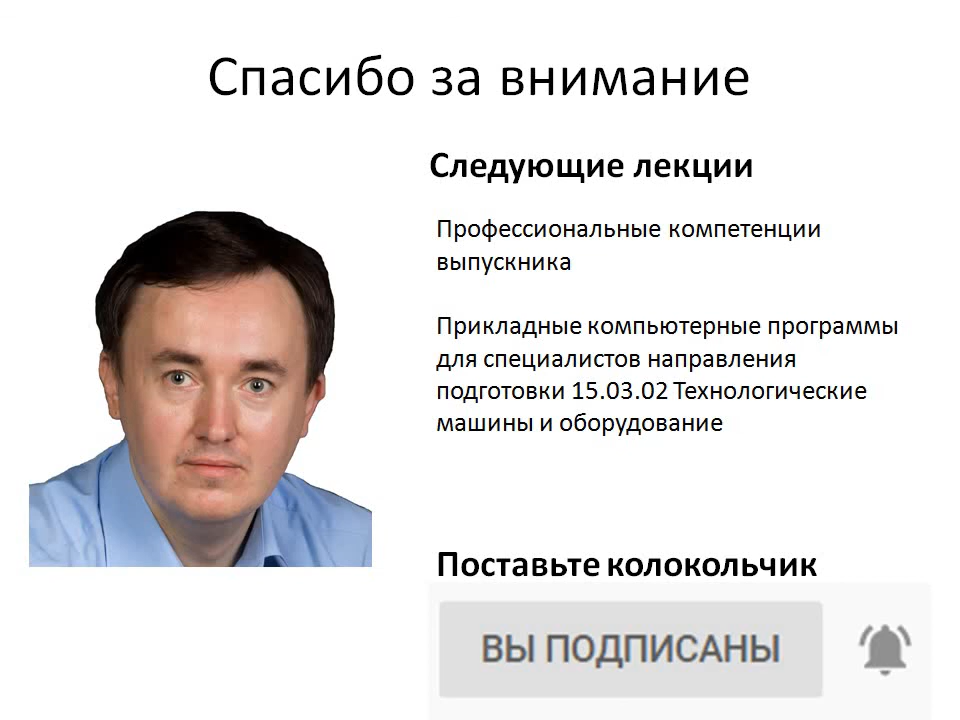 Спасибо за внимание
Следующие лекции
Профессиональные компетенции
выпускника
Прикладные компьютерные программы
для специалистов направления
подготовки 15.03.02 Технологические
машины и оборудование
Поставьте колокольчик
ВЫ ПОДПИСАНЫ